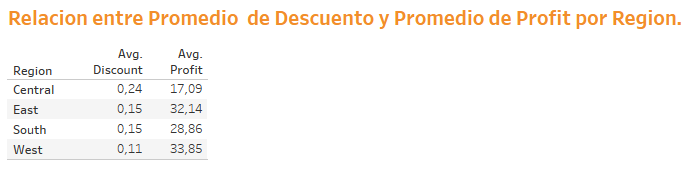 Relacion entre Promedio de Descuento y Promedio de Profit por Region.
Avg. Avg.
Region Discount Profit
Central 0,24 17,09
East 0,15 32,14
South 0,15 28,86
West 0,11 33,85